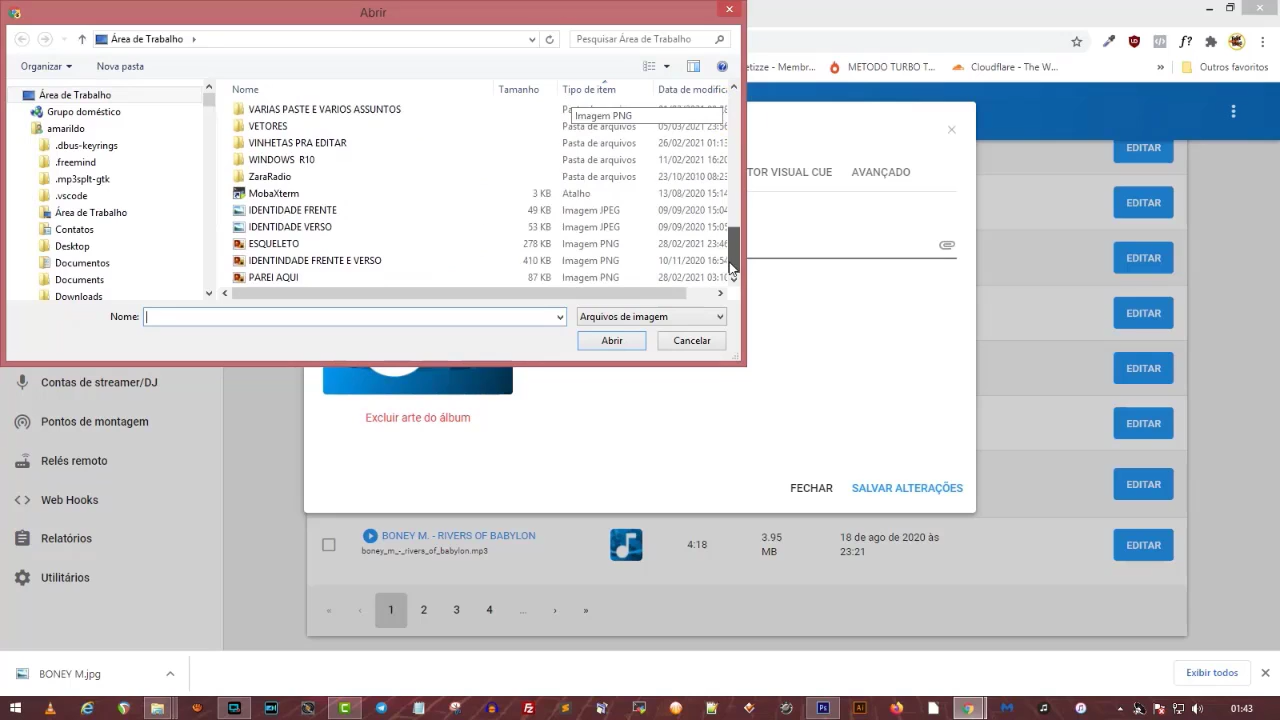 Abrir
Área de Trabalho
Pesquisar Área de Trabalho
Organizar
Nova pasta
etizze - Membr...
METODO TURBO T...
Cloudflare - The W...
»
Outros favoritos
Área de Trabalho
Grupo doméstico
amarildo
.dbus-keyrings
.freemind
.mp3splt-gtk
.vscode
Área de Trabalho
Contatos
Desktop
Documentos
Documents
Downloads
Nome Tamanho Tipo de item Data de modific
VARIAS PASTE E VARIOS ASSUNTOS
Imagem PNG
VETORES Pasta de arquivos 05/03/2021 23:56
VINHETAS PRA EDITAR Pasta de arquivos 26/02/2021 01:13
WINDOWS R10 Pasta de arquivos 11/02/2021 16:20
ZaraRadio Pasta de arquivos 23/10/2010 08:23
MobaXterm 3 KB Atalho 13/08/2020 15:14
IDENTIDADE FRENTE 49 KB Imagem JPEG 09/09/2020 15:04
IDENTIDADE VERSO 53 KB Imagem JPEG 09/09/2020 15:05
ESQUELETO 278 KB Imagem PNG 28/02/2021 23:46
IDENTINDADE FRENTE E VERSO 410 KB Imagem PNG 10/11/2020 16:54
PAREI AQUI 87 KB Imagem PNG 28/02/2021 03:10
Nome:
Arquivos de imagem
Abrir
Cancelar
TOR VISUAL CUE
AVANÇADO
EDITAR
EDITAR
EDITAR
EDITAR
EDITAR
EDITAR
EDITAR
EDITAR
Contas de streamer/DJ
Pontos de montagem
Relés remoto
Web Hooks
Relatórios
Utilitários
Excluir arte do álbum
FECHAR
SALVAR ALTERAÇÕES
BONEY M. - RIVERS OF BABYLON
boney_m_-_rivers_of_babylon.mp3
4:18
3.95
MB
18 de ago de 2020 às
23:21
« ‹ 1 2 3 4 ... › »
BONEY M.jpg
Exibir todos
01:43